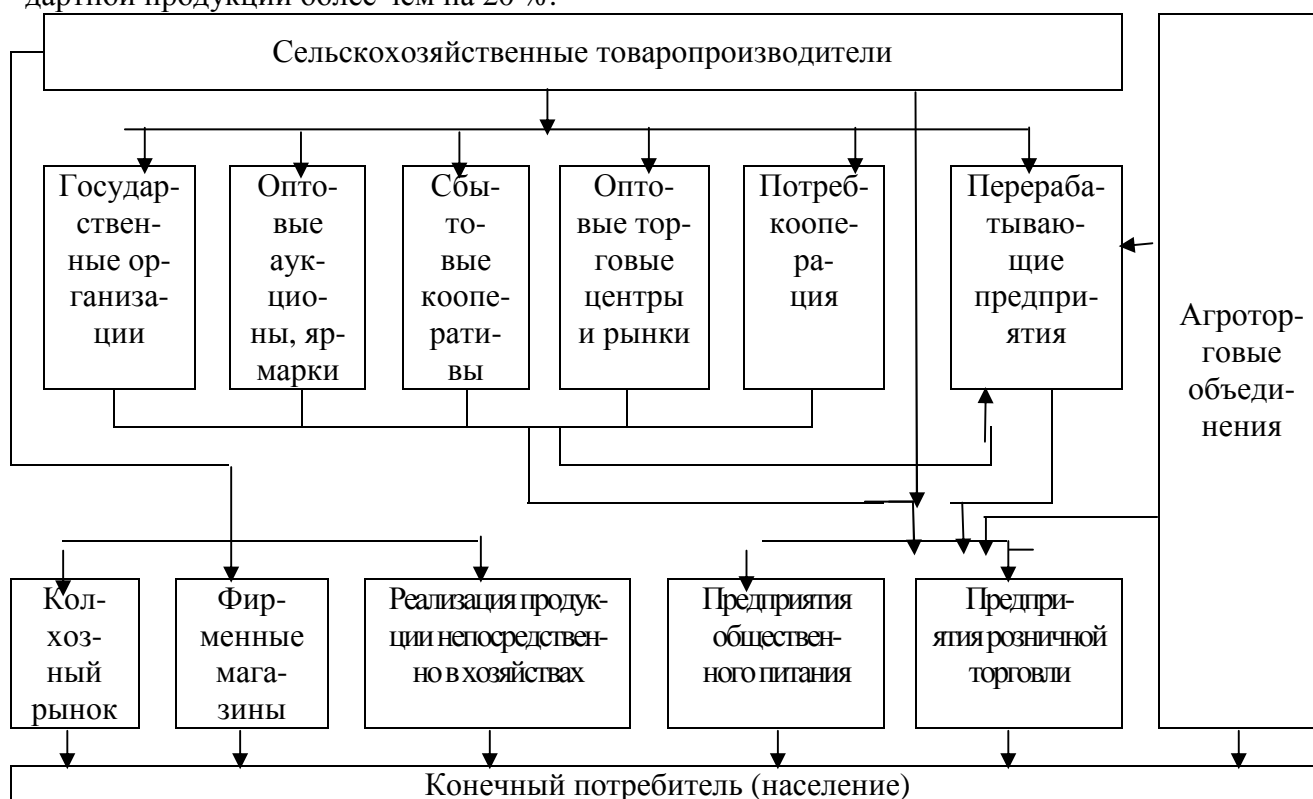 дартной продукции более чем на 20 %.
Сельскохозяйственные товаропроизводители
Государ-
ствен-
ные ор-
ганиза-
ции
Опто-
вые
аук-
цио-
ны, яр-
марки
Сбы-
то-
вые
коопе-
рати-
вы
Опто-
вые тор-
говые
центры
и рынки
Потреб-
коопе-
ра-
ция
Перераба-
тываю-
щие
предпри-
ятия
Агротор-
говые
объеди-
нения
Кол-
хоз-
ный
рынок
Фир-
менные
мага-
зины
Реализация продук-
ции непосредствен-
но в хозяйствах
Предприятия
обществен-
ного питания
Предпри-
ятия розничной
торговли
Конечный потребитель (население)